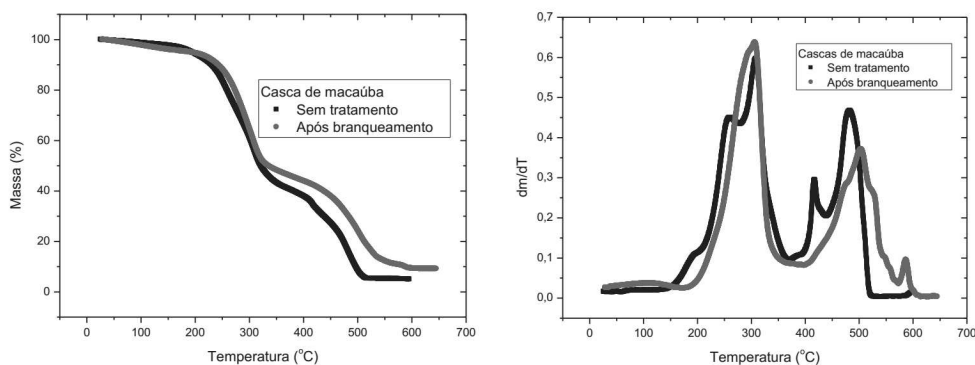 100
80
60
40
20
0
Massa (%)
Casca de macaúba
Sem tratamento
Após branqueamento
0 100 200 300 400 500 600 700
Temperatura (°C)
0,7
0,6
0,5
0,4
0,3
0,2
0,1
0,0
dm/dT
Cascas de macaúba
Sem tratamento
Após branqueamento
0 100 200 300 400 500 600 700
Temperatura (°C)